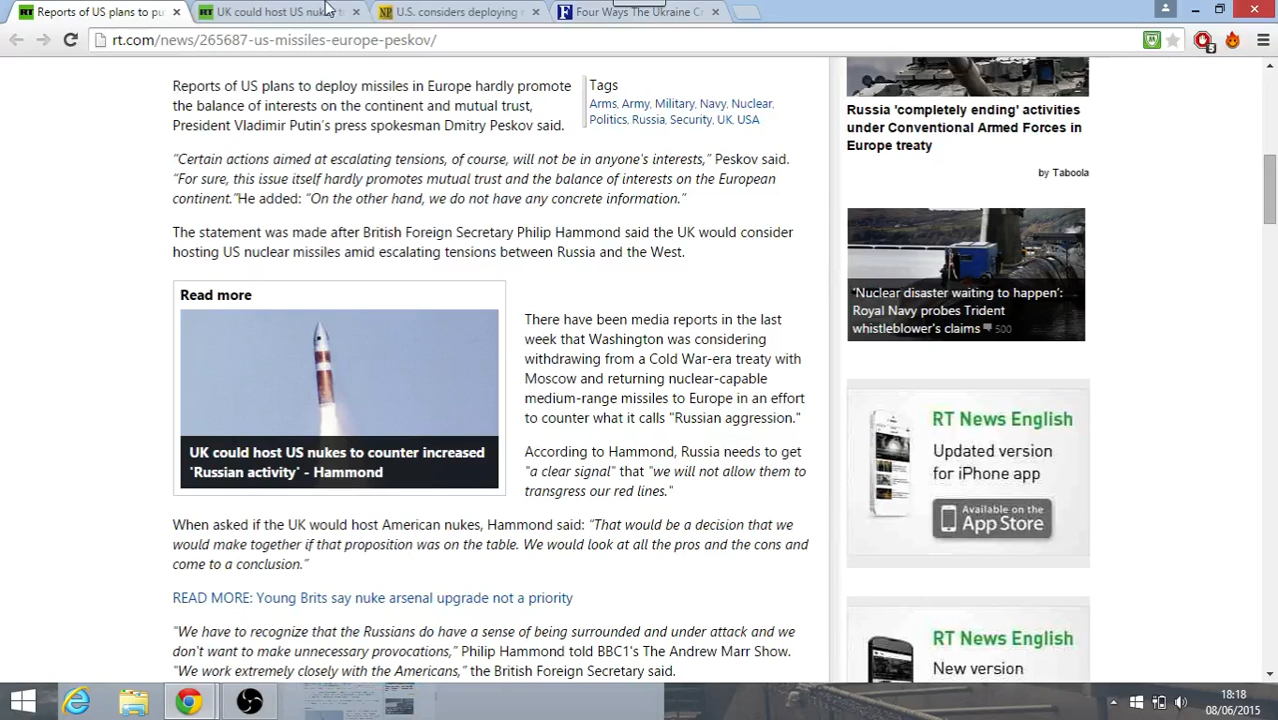 Reports of US plans to pu
UK could host US nukes to
U.S. considers deploying
Four Ways The Ukraine C
rt.com/news/265687-us-missiles-europe-peskov/
5
Reports of US plans to deploy missiles in Europe hardly promote
the balance of interests on the continent and mutual trust,
President Vladimir Putin's press spokesman Dmitry Peskov said.
Tags
Arms, Army, Military, Navy, Nuclear,
Politics, Russia, Security, UK, USA
“Certain actions aimed at escalating tensions, of course, will not be in anyone's interests,” Peskov said.
“For sure, this issue itself hardly promotes mutual trust and the balance of interests on the European
continent.”He added: “On the other hand, we do not have any concrete information.”
The statement was made after British Foreign Secretary Philip Hammond said the UK would consider
hosting US nuclear missiles amid escalating tensions between Russia and the West.
Read more
UK could host US nukes to counter increased
'Russian activity' - Hammond
There have been media reports in the last
week that Washington was considering
withdrawing from a Cold War-era treaty with
Moscow and returning nuclear-capable
medium-range missiles to Europe in an effort
to counter what it calls "Russian aggression."
According to Hammond, Russia needs to get
“a clear signal” that “we will not allow them to
transgress our red lines.”
When asked if the UK would host American nukes, Hammond said: “That would be a decision that we
would make together if that proposition was on the table. We would look at all the pros and the cons and
come to a conclusion.”
READ MORE: Young Brits say nuke arsenal upgrade not a priority
“We have to recognize that the Russians do have a sense of being surrounded and under attack and we
don't want to make unnecessary provocations,” Philip Hammond told BBC1's The Andrew Marr Show.
“We work extremely closely with the Americans,” the British Foreign Secretary said.
Russia 'completely ending' activities
under Conventional Armed Forces in
Europe treaty
by Taboola
'Nuclear disaster waiting to happen':
Royal Navy probes Trident
whistleblower's claims 500
RT News English
Updated version
for iPhone app
Available on the
App Store
RT News English
New version
18:18
08/06/2015